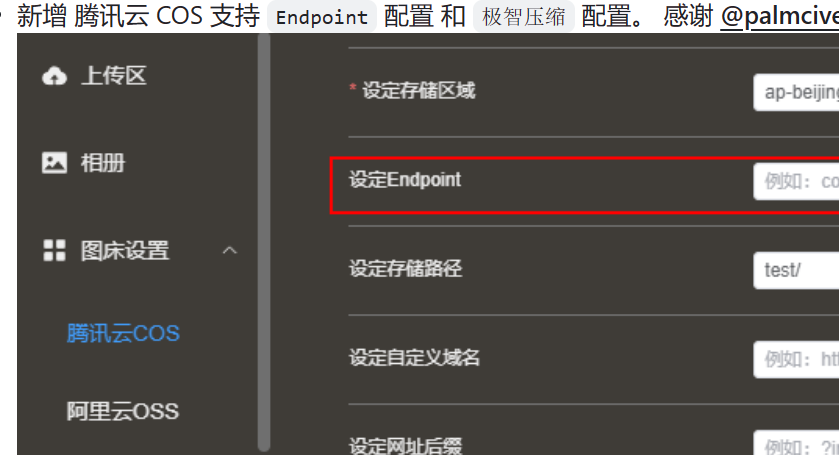 新增 腾讯云 COS 支持 Endpoint 配置 和 极智压缩 配置。 感谢 @palmcive
上传区
* 设定存储区域
ap-beijing
相册
设定Endpoint
例如：co
图床设置
设定存储路径
test/
腾讯云COS
设定自定义域名
例如：htt
阿里云OSS
设定网址后缀
例如：?i